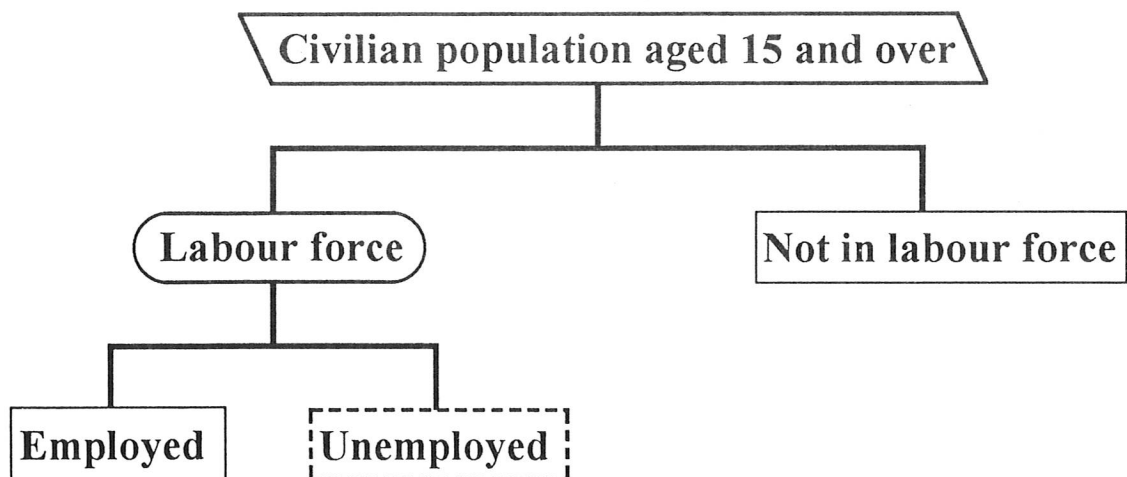 Civilian population aged 15 and over
Labour force
Not in labour force
Employed
Unemployed